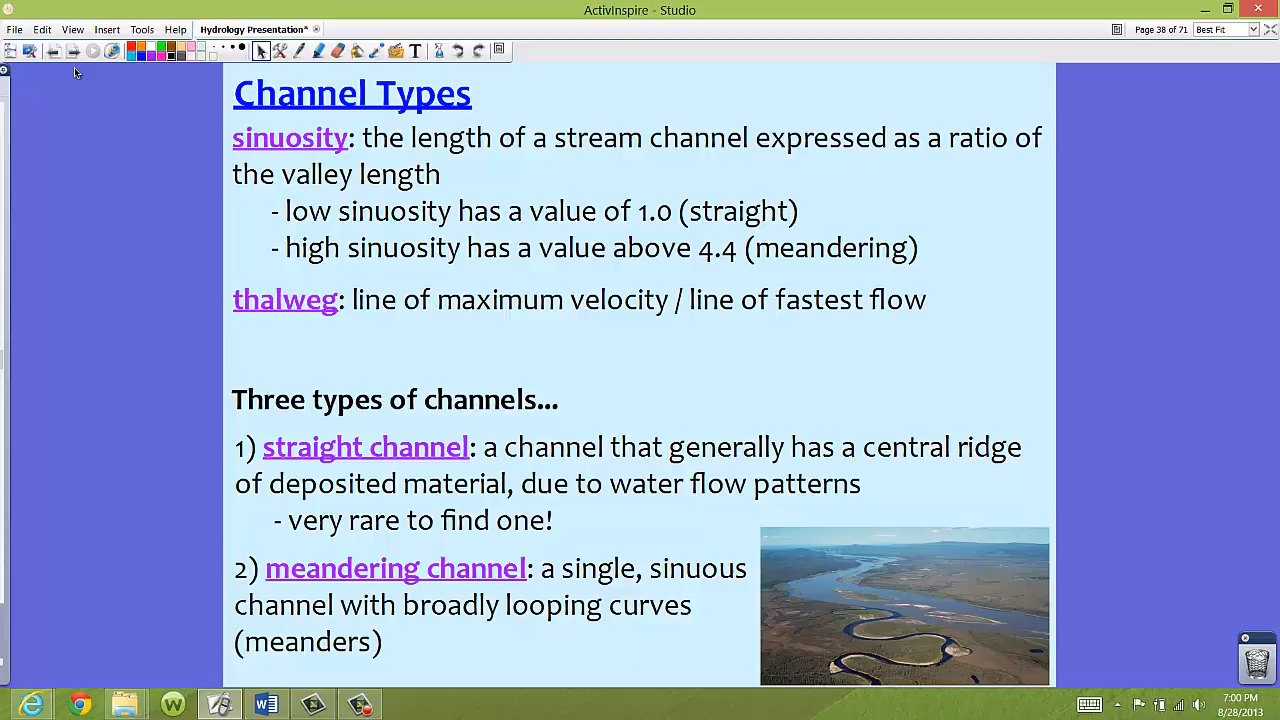 ActivInspire - Studio
File Edit View Insert Tools Help Hydrology Presentation* Page 38 of 71 Best Fit
Channel Types
sinuosity: the length of a stream channel expressed as a ratio of
the valley length
- low sinuosity has a value of 1.0 (straight)
- high sinuosity has a value above 4.4 (meandering)
thalweg: line of maximum velocity / line of fastest flow
Three types of channels...
1) straight channel: a channel that generally has a central ridge
of deposited material, due to water flow patterns
- very rare to find one!
2) meandering channel: a single, sinuous
channel with broadly looping curves
(meanders)
7:00 PM
8/28/2013